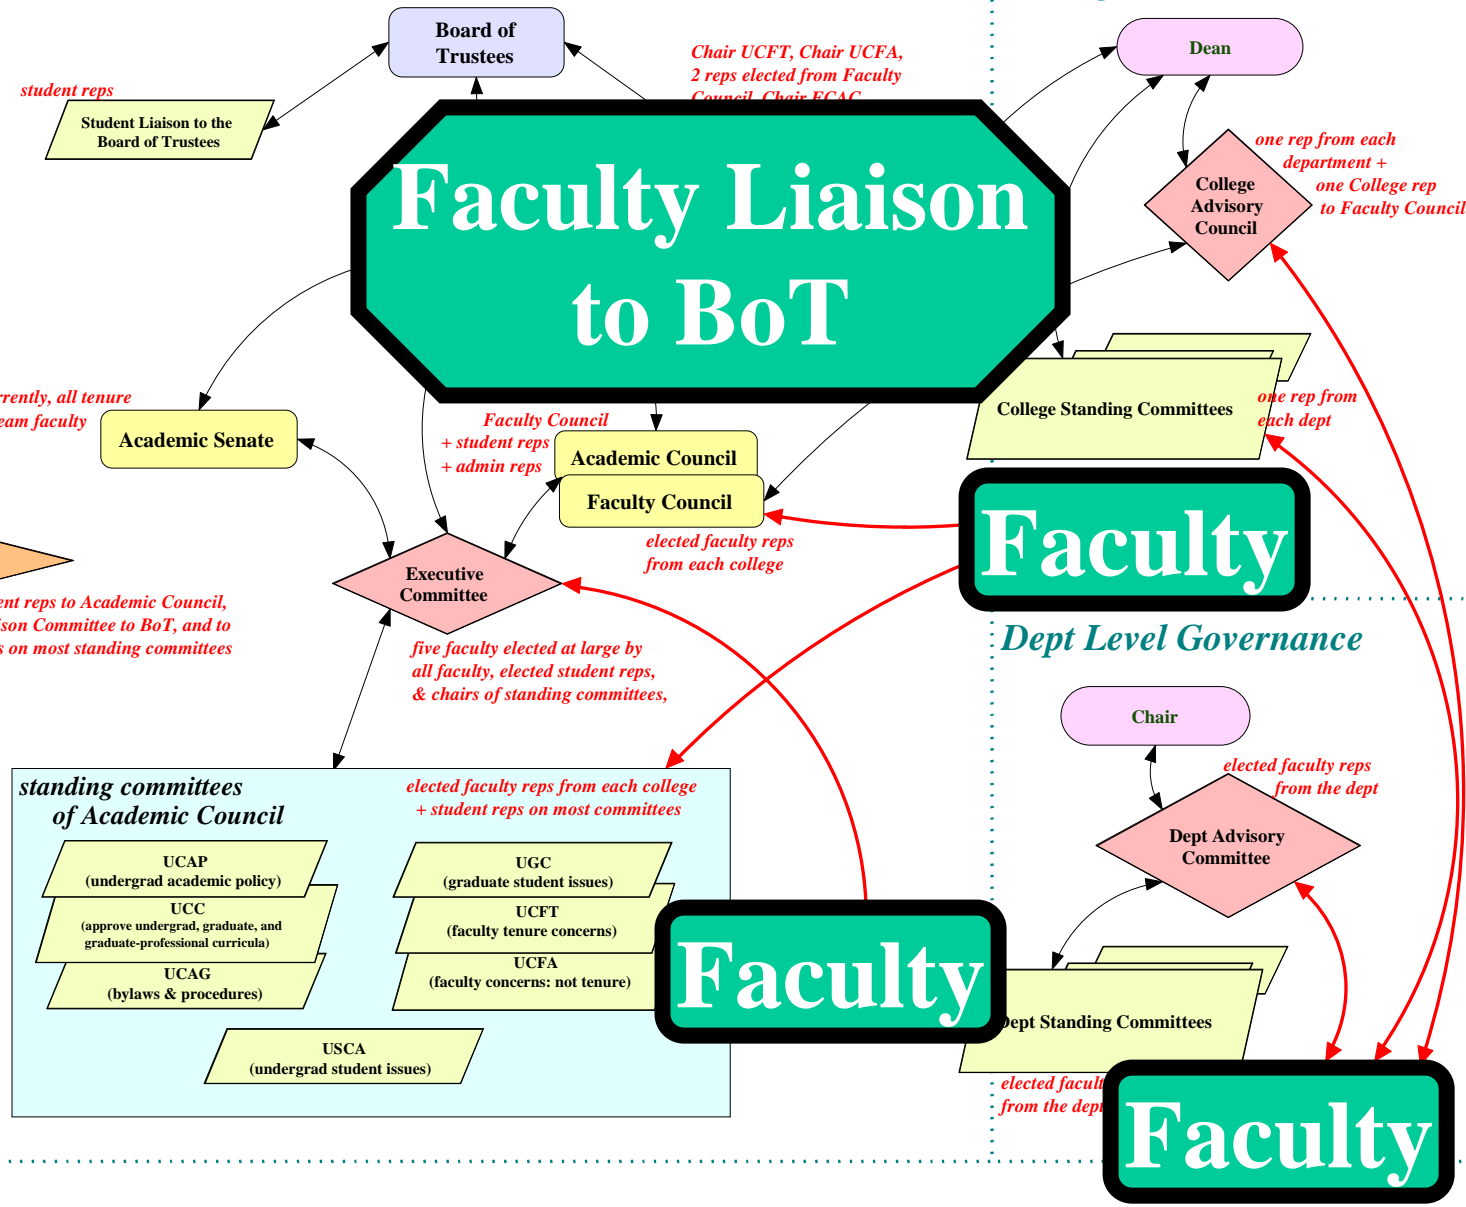 Board of
Trustees
student reps
Student Liaison to the
Board of Trustees
Chair UCFT, Chair UCFA,
2 reps elected from Faculty
Council, Chair ECAC
Dean
one rep from each
department +
one College rep
to Faculty Council
College
Advisory
Council
Faculty Liaison
to BoT
College Standing Committees
one rep from
each dept
all tenure
faculty
Academic Senate
Faculty Council
+ student reps
+ admin reps
Academic Council
Faculty Council
elected faculty reps
from each college
Faculty
Executive
Committee
reps to Academic Council,
Committee to BoT, and to
on most standing committees
five faculty elected at large by
all faculty, elected student reps,
& chairs of standing committees,
Dept Level Governance
Chair
elected faculty reps
from the dept
Dept Advisory
Committee
standing committees
of Academic Council
elected faculty reps from each college
+ student reps on most committees
UCAP
(undergrad academic policy)
UCC
(approve undergrad, graduate, and
graduate-professional curricula)
UCAG
(bylaws & procedures)
UGC
(graduate student issues)
UCFT
(faculty tenure concerns)
UCFA
(faculty concerns: not tenure)
USCA
(undergrad student issues)
Faculty
Dept Standing Committees
elected
from the dept
Faculty